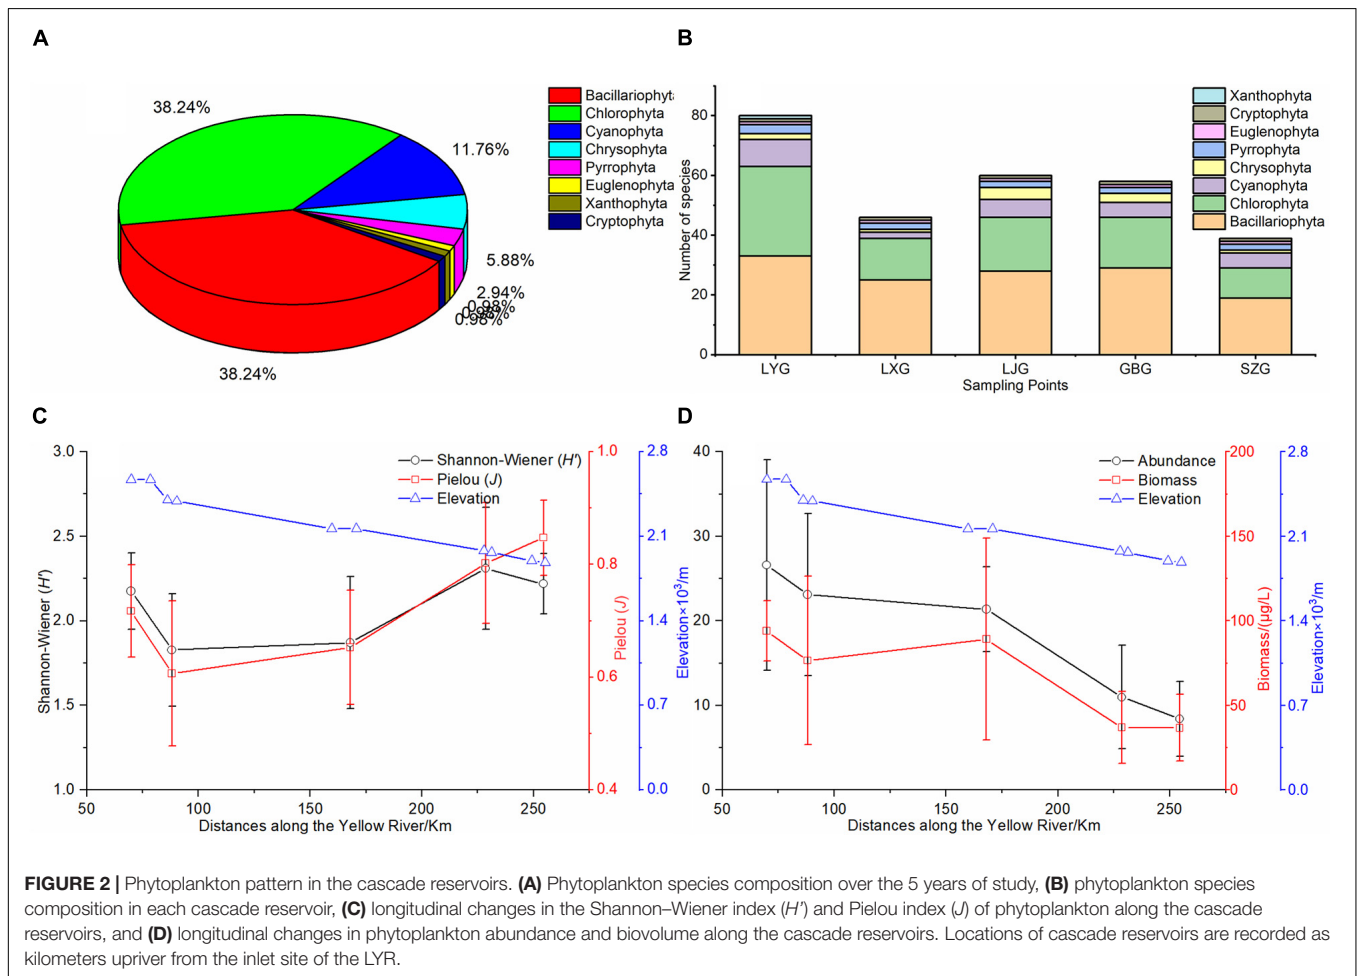 A
38.24%
11.76%
5.88%
2.94%
0.98%
0.98%
0.98%
38.24%
Bacillariophyta
Chlorophyta
Cyanophyta
Chrysophyta
Pyrrophyta
Euglenophyta
Xanthophyta
Cryptophyta
B
Number of species
80
60
40
20
0
LYG LXG LJG GBG SZG
Sampling Points
Xanthophyta
Cryptophyta
Euglenophyta
Pyrrophyta
Chrysophyta
Cyanophyta
Chlorophyta
Bacillariophyta
C
Shannon-Wiener (H')
3.0
2.5
2.0
1.5
1.0
Shannon-Wiener (H')
Pielou (J)
Elevation
1.0
0.8
0.6
0.4
Pielou (J)
2.8
2.1
1.4
0.7
0.0
Elevation×10³/m
50 100 150 200 250
Distances along the Yellow River/Km
D
40
30
20
10
0
Abundance
Biomass
Elevation
200
150
100
50
0
Biomass/(µg/L)
2.8
2.1
1.4
0.7
0.0
Elevation×10³/m
50 100 150 200 250
Distances along the Yellow River/Km
FIGURE 2 | Phytoplankton pattern in the cascade reservoirs. (A) Phytoplankton species composition over the 5 years of study, (B) phytoplankton species
composition in each cascade reservoir, (C) longitudinal changes in the Shannon–Wiener index (H') and Pielou index (J) of phytoplankton along the cascade
reservoirs, and (D) longitudinal changes in phytoplankton abundance and biovolume along the cascade reservoirs. Locations of cascade reservoirs are recorded as
kilometers upriver from the inlet site of the LYR.